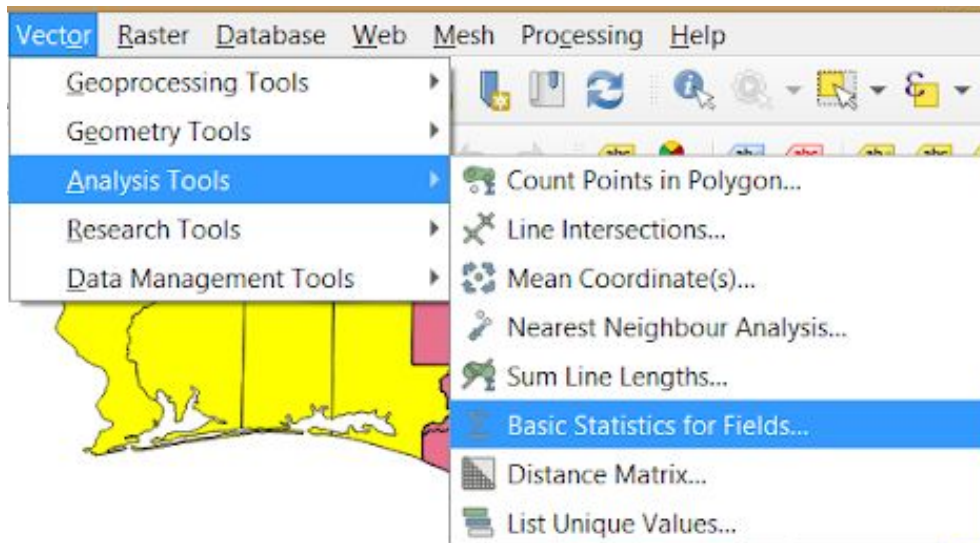 Vector Raster Database Web Mesh Processing Help
Geoprocessing Tools
Geometry Tools
Analysis Tools
Research Tools
Data Management Tools
Count Points in Polygon...
Line Intersections...
Mean Coordinate(s)...
Nearest Neighbour Analysis...
Sum Line Lengths...
Basic Statistics for Fields...
Distance Matrix...
List Unique Values...